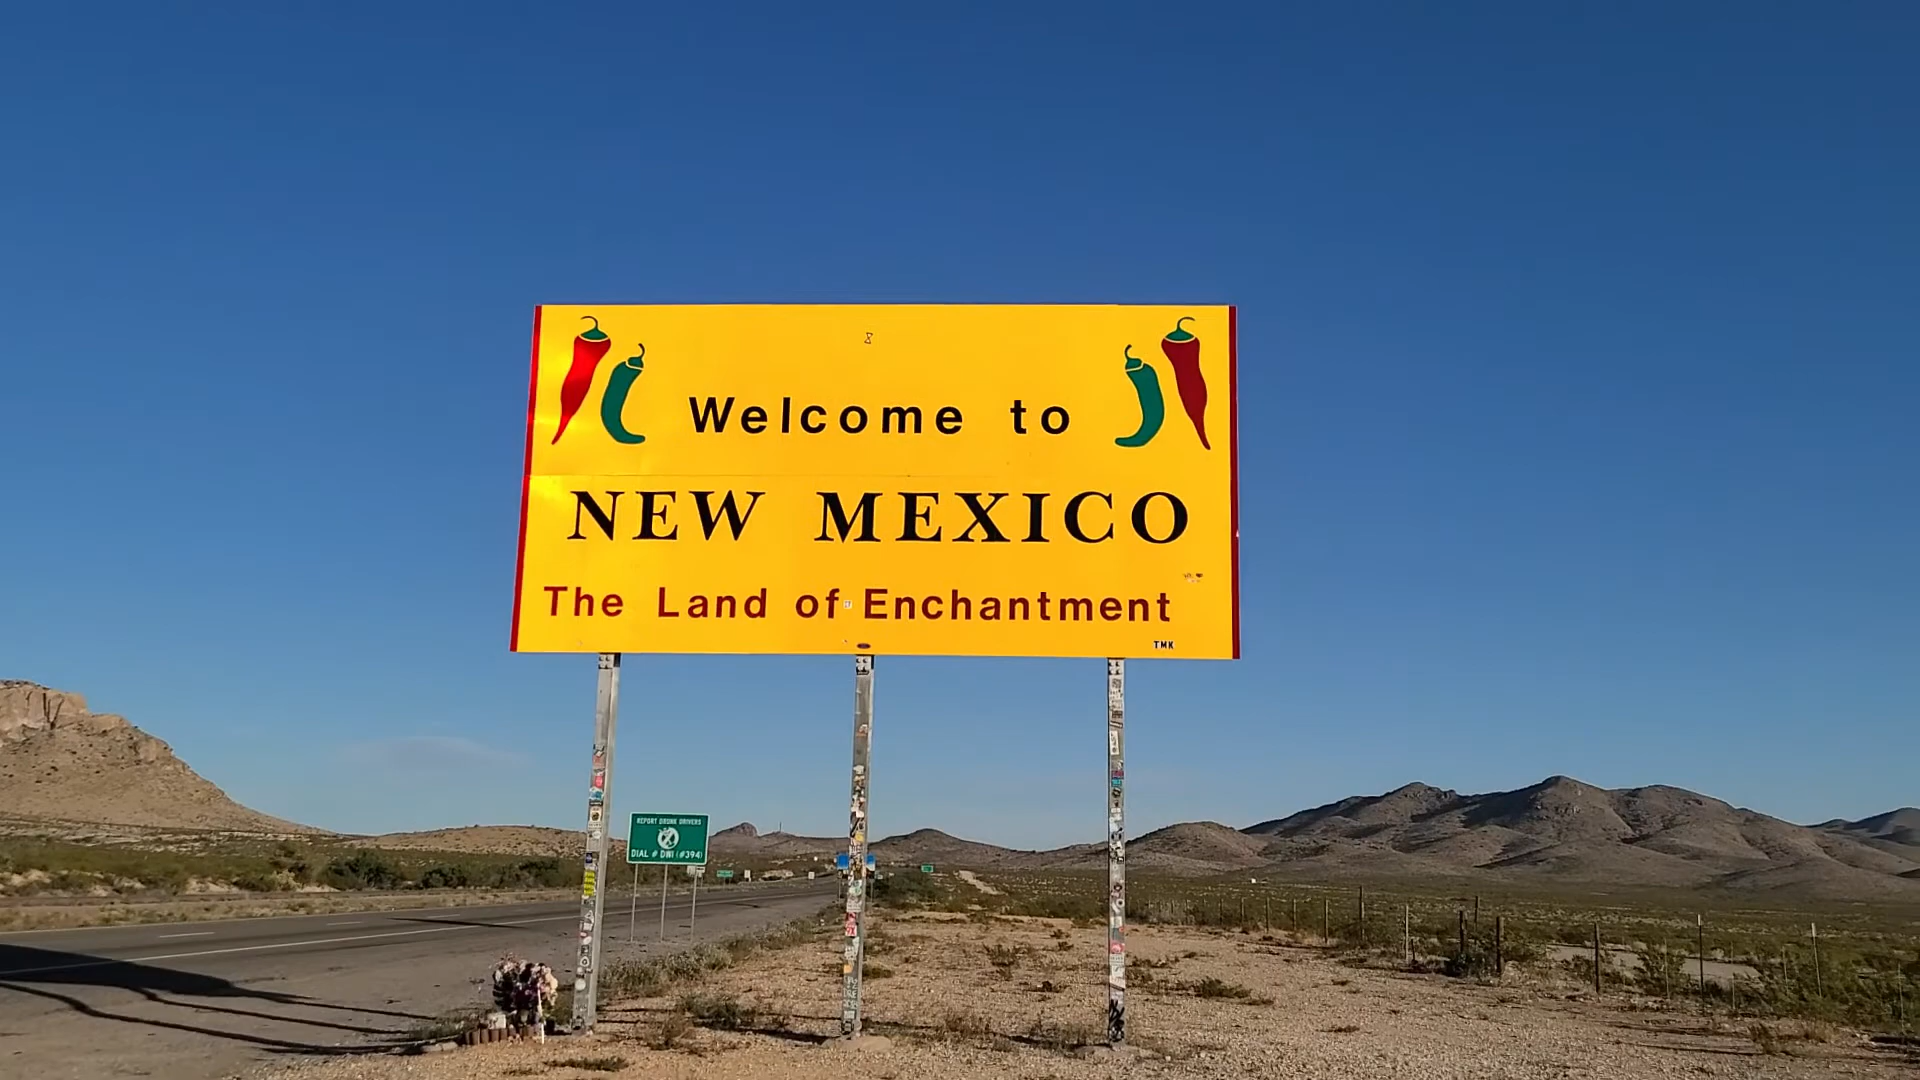 Welcome to
NEW MEXICO
The Land of Enchantment
TMK
REPORT DRUNK DRIVERS
DIAL # DWI (#394)